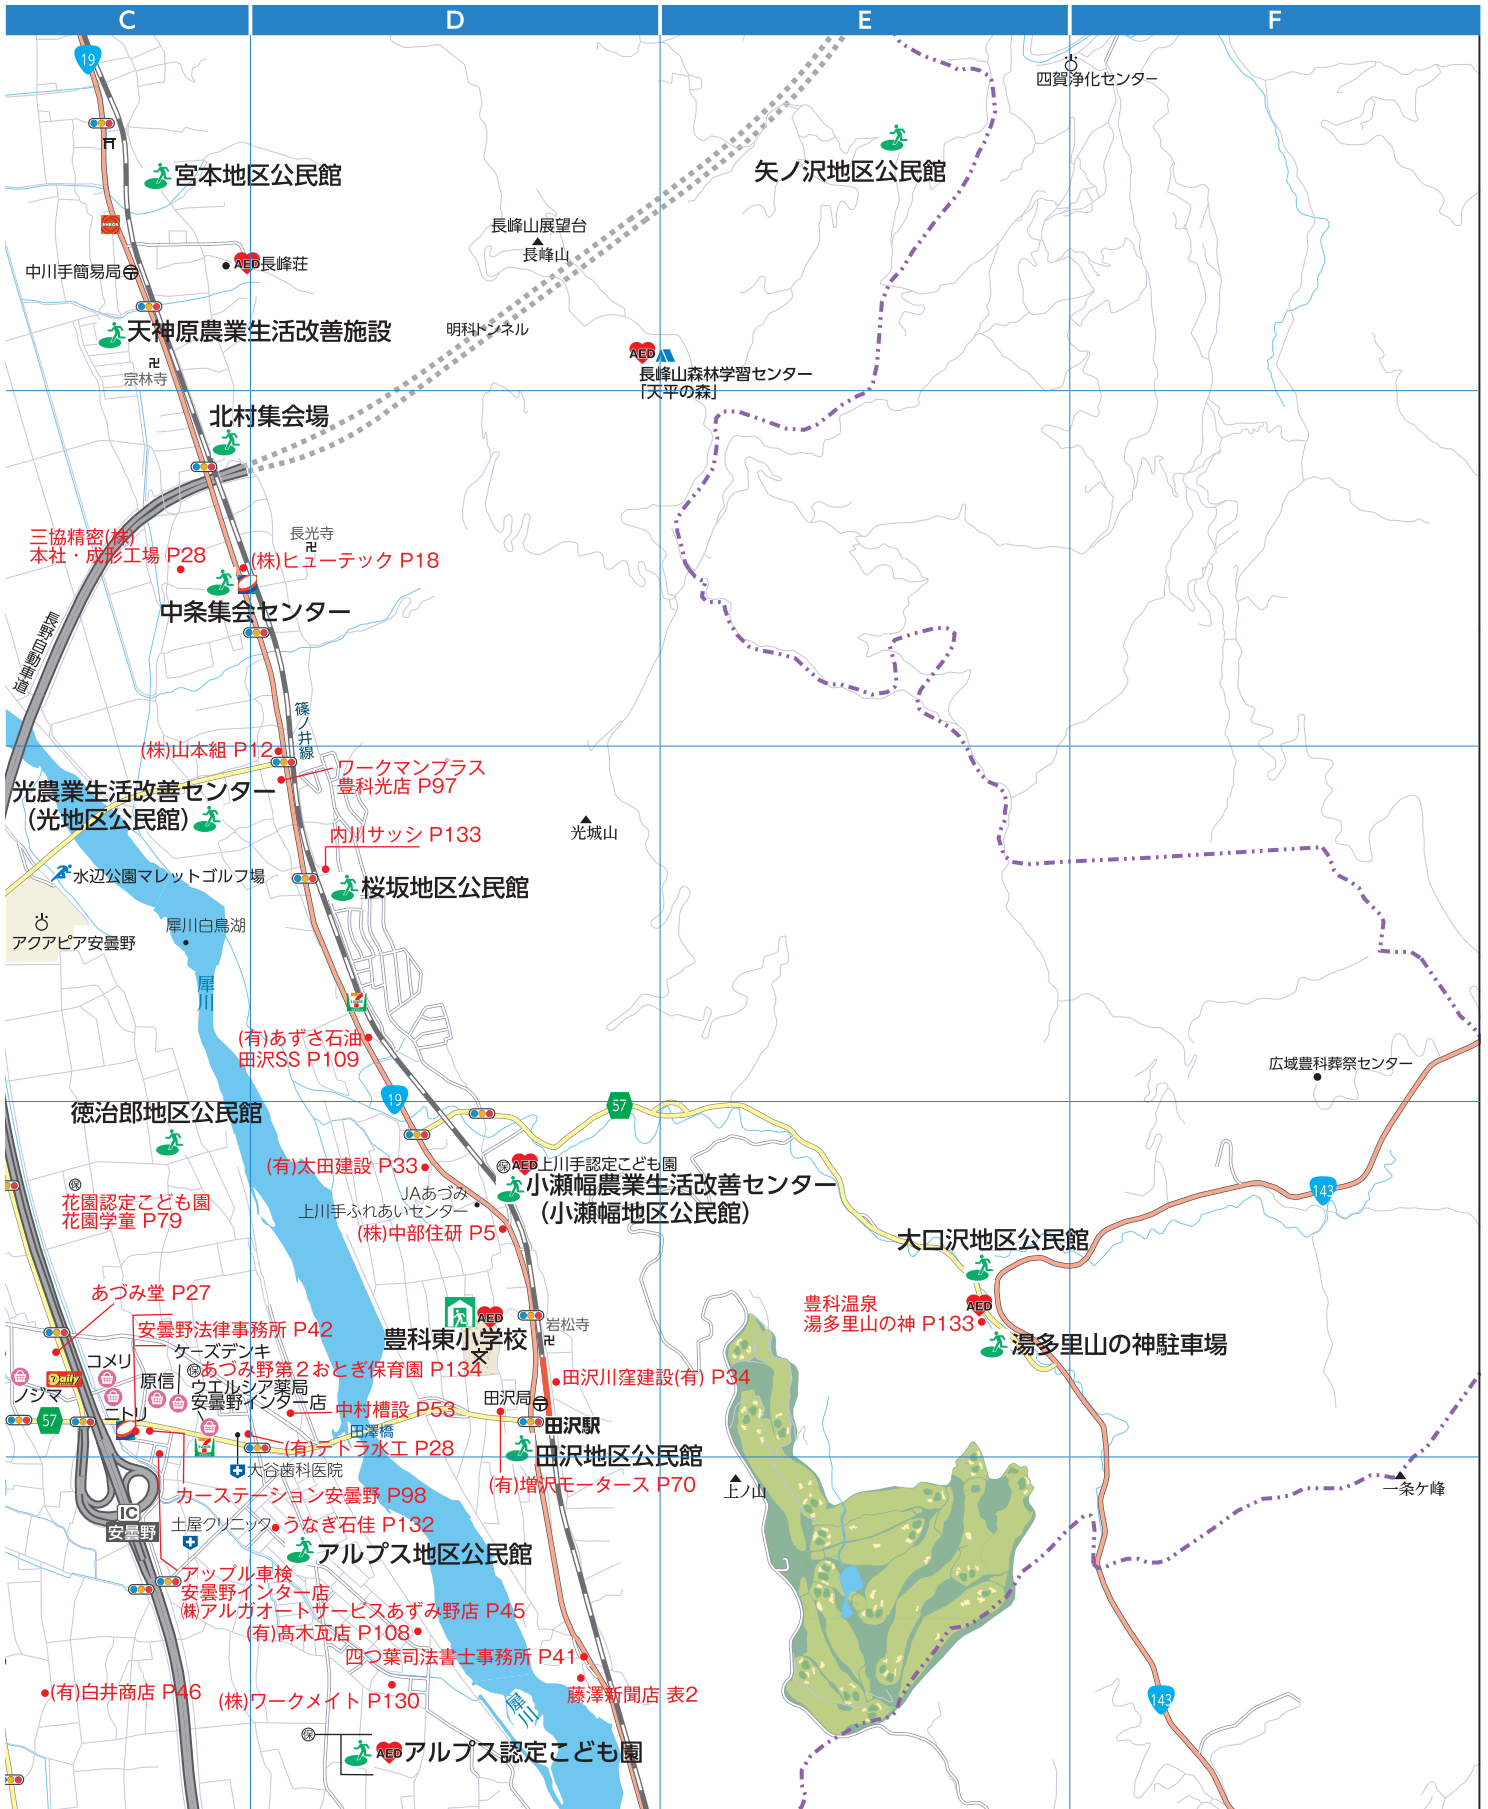 C
D
E
F
19
四賀浄化センター
宮本地区公民館
矢ノ沢地区公民館
長峰山展望台
長峰山
中川手簡易局
AED
長峰荘
天神原農業生活改善施設
明科トンネル
宗林寺
AED
長峰山森林学習センター
「天平の森」
北村集会場
三協精密(株)
本社・成形工場 P28
長光寺
(株)ヒューテック P18
中条集会センター
長野自動車道
篠ノ井線
(株)山本組 P12
ワークマンプラス
豊科光店 P97
光農業生活改善センター
(光地区公民館)
内川サッシ P133
光城山
水辺公園マレットゴルフ場
桜坂地区公民館
犀川白鳥湖
アクアピア安曇野
犀川
(有)あずさ石油
田沢SS P109
広域豊科葬祭センター
19
57
徳治郎地区公民館
(有)太田建設 P33
保
AED
上川手認定こども園
小瀬幅農業生活改善センター
(小瀬幅地区公民館)
保
花園認定こども園
花園学童 P79
JAあづみ
上川手ふれあいセンター
(株)中部住研 P5
143
大口沢地区公民館
あづみ堂 P27
豊科温泉
湯多里山の神 P133
AED
安曇野法律事務所 P42
AED
岩松寺
豊科東小学校
湯多里山の神駐車場
コメリ
ケーズデンキ
保
あづみ野第２おとぎ保育園 P134
田沢川窪建設(有) P34
Daily
ノジマ
原信
ウエルシア薬局
安曇野インター店
田沢局
ニトリ
中村槽設 P53
57
田澤橋
田沢駅
(有)テトラ水工 P28
田沢地区公民館
大谷歯科医院
(有)増沢モータース P70
上ノ山
一条ケ峰
カーステーション安曇野 P98
IC
安曇野
土屋クリニック
うなぎ石佳 P132
アルプス地区公民館
アップル車検
安曇野インター店
㈱アルガオートサービスあずみ野店 P45
(有)髙木瓦店 P108
四つ葉司法書士事務所 P41
(有)白井商店 P46
(株)ワークメイト P130
藤澤新聞店 表2
犀川
143
保
AED
アルプス認定こども園